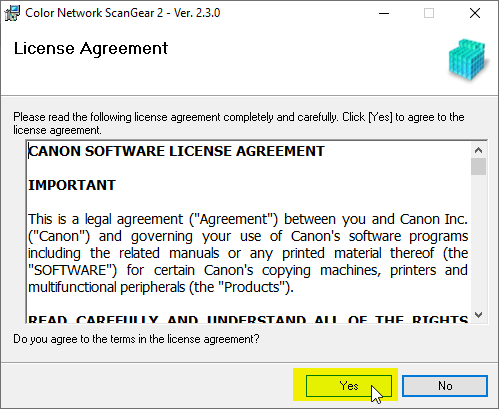 Color Network ScanGear 2 - Ver. 2.3.0
License Agreement
Please read the following license agreement completely and carefully. Click [Yes] to agree to the
license agreement.
CANON SOFTWARE LICENSE AGREEMENT
IMPORTANT
This is a legal agreement ("Agreement") between you and Canon Inc.
("Canon") and governing your use of Canon's software programs
including the related manuals or any printed material thereof (the
"SOFTWARE") for certain Canon's copying machines, printers and
multifunctional peripherals (the "Products").
READ CAREFULLY AND UNDERSTAND ALL OF THE RIGHTS
Do you agree to the terms in the license agreement?
Yes
No